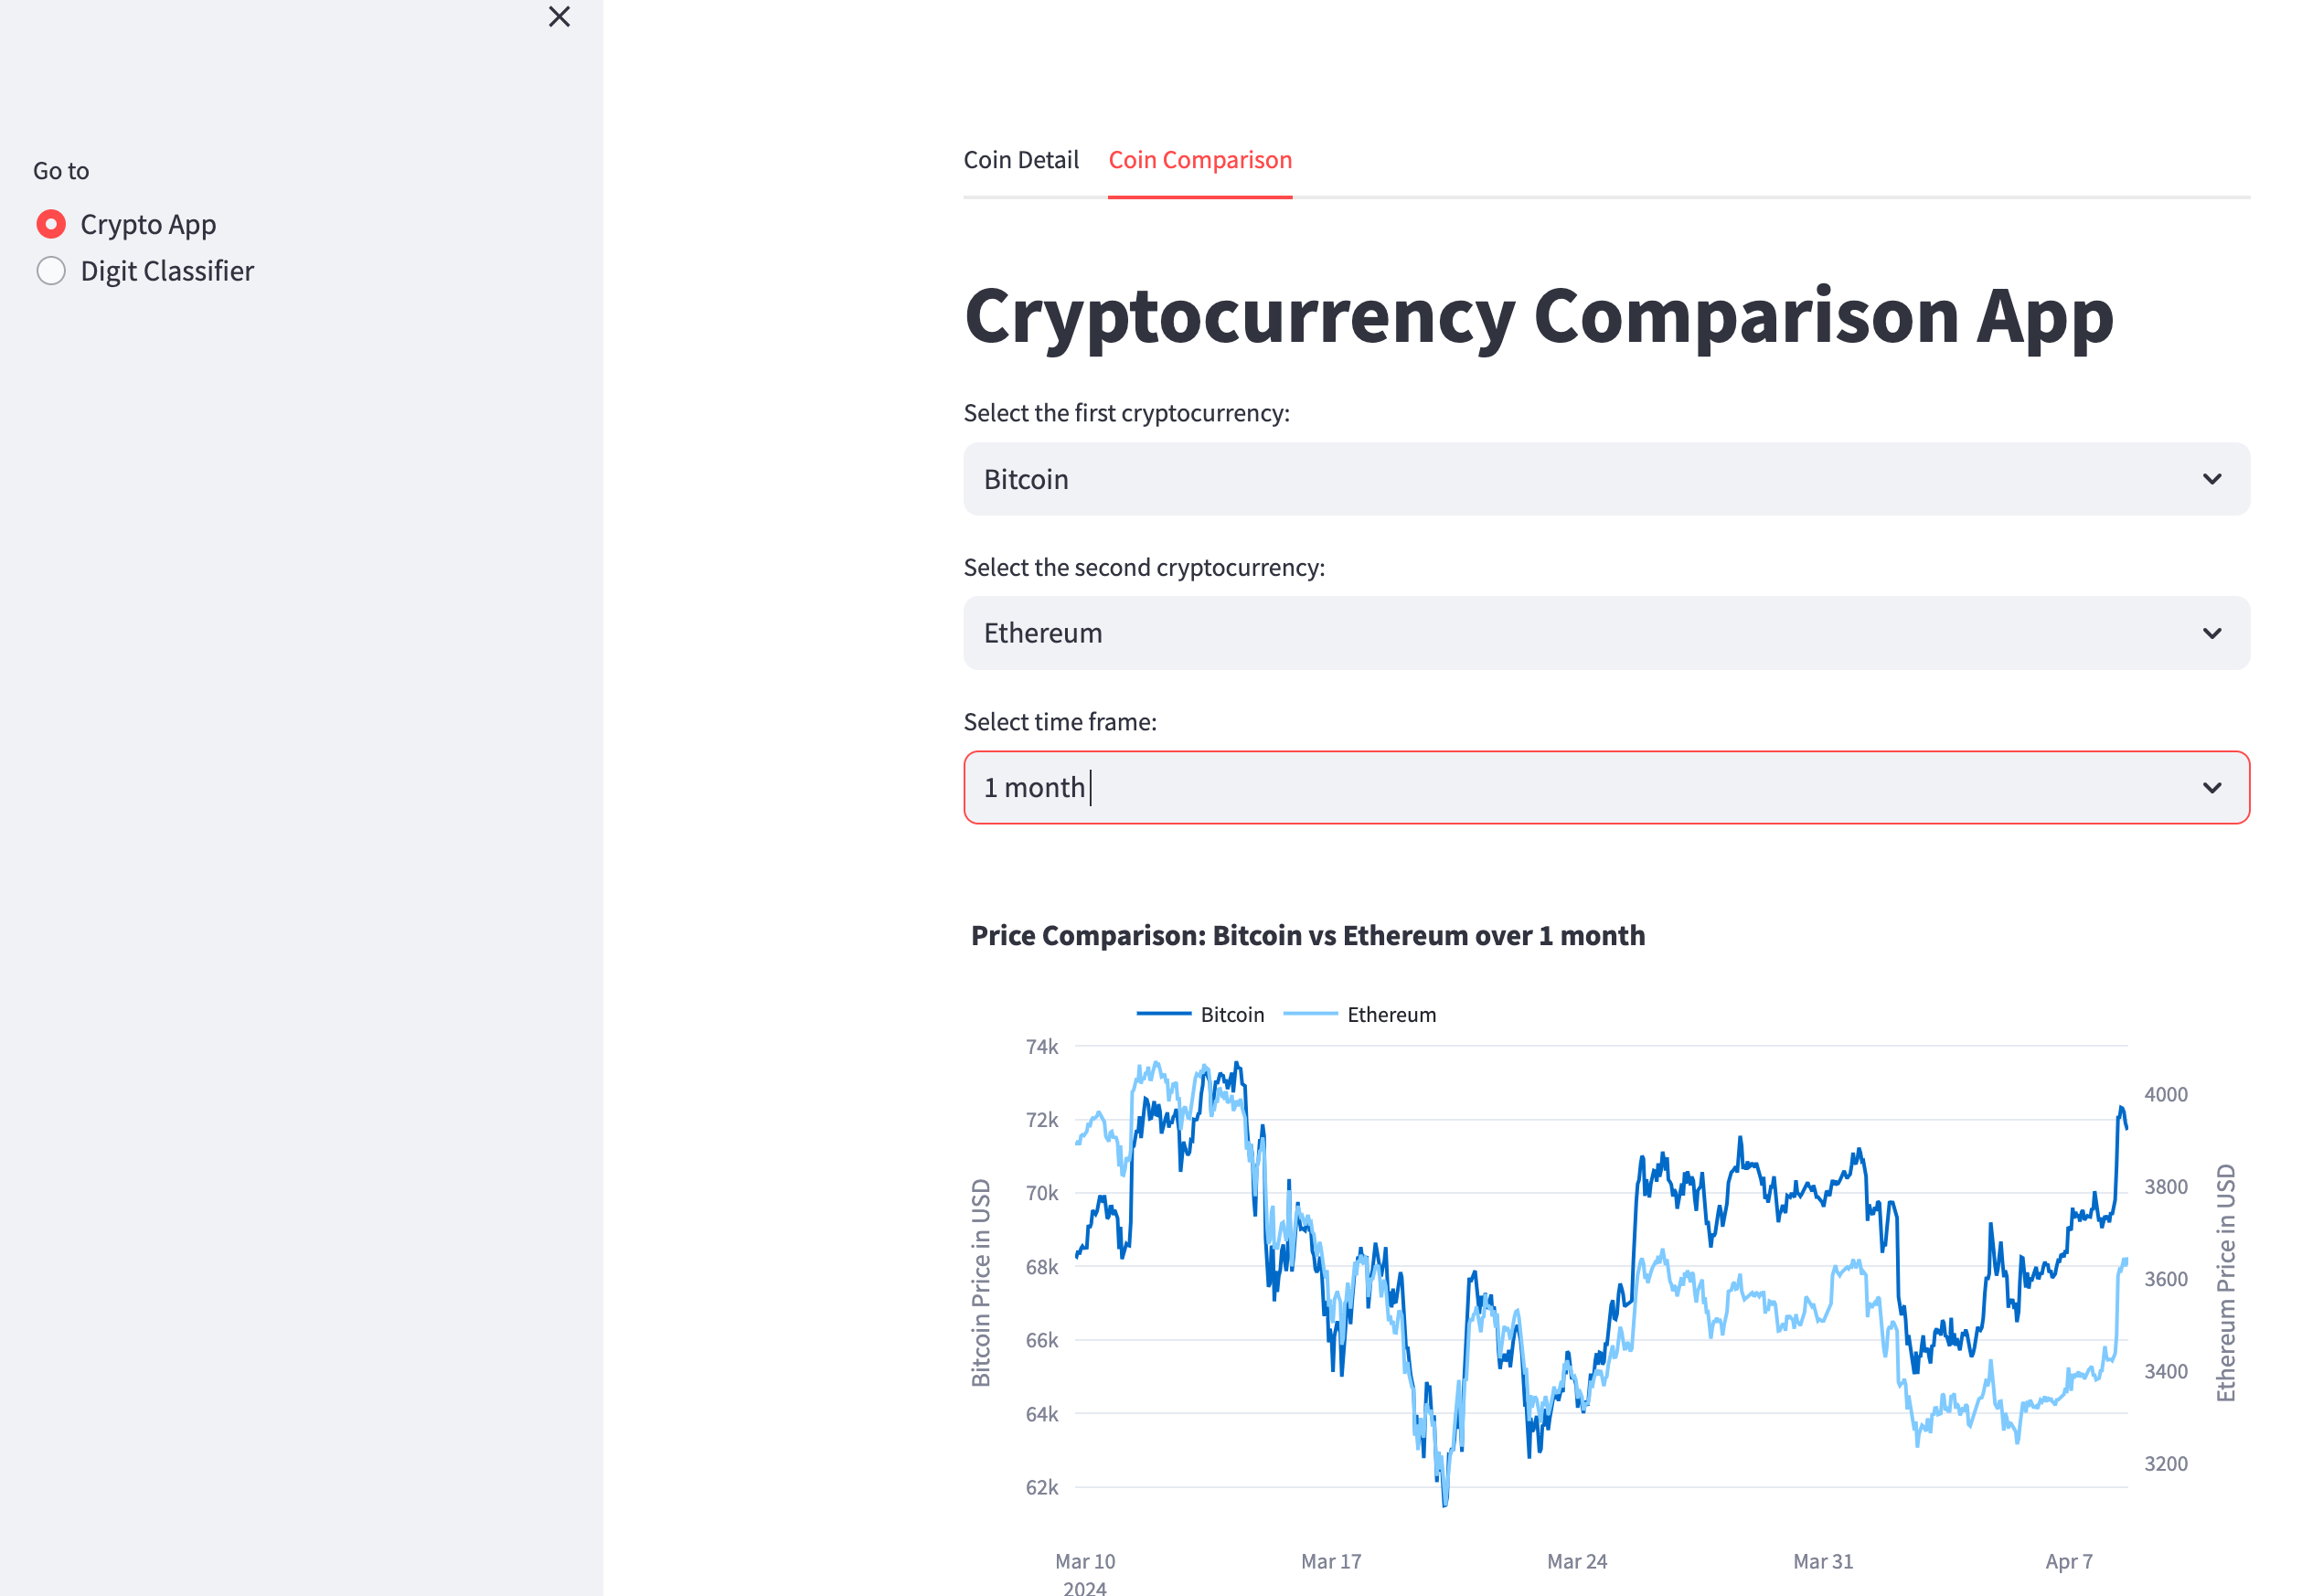 Go to
Crypto App
Digit Classifier
Coin Detail Coin Comparison
Cryptocurrency Comparison App
Select the first cryptocurrency:
Bitcoin
Select the second cryptocurrency:
Ethereum
Select time frame:
1 month
Price Comparison: Bitcoin vs Ethereum over 1 month
Bitcoin Ethereum
Bitcoin Price in USD
74k
72k
70k
68k
66k
64k
62k
4000
3800
3600
3400
3200
Ethereum Price in USD
Mar 10 Mar 17 Mar 24 Mar 31 Apr 7
2024